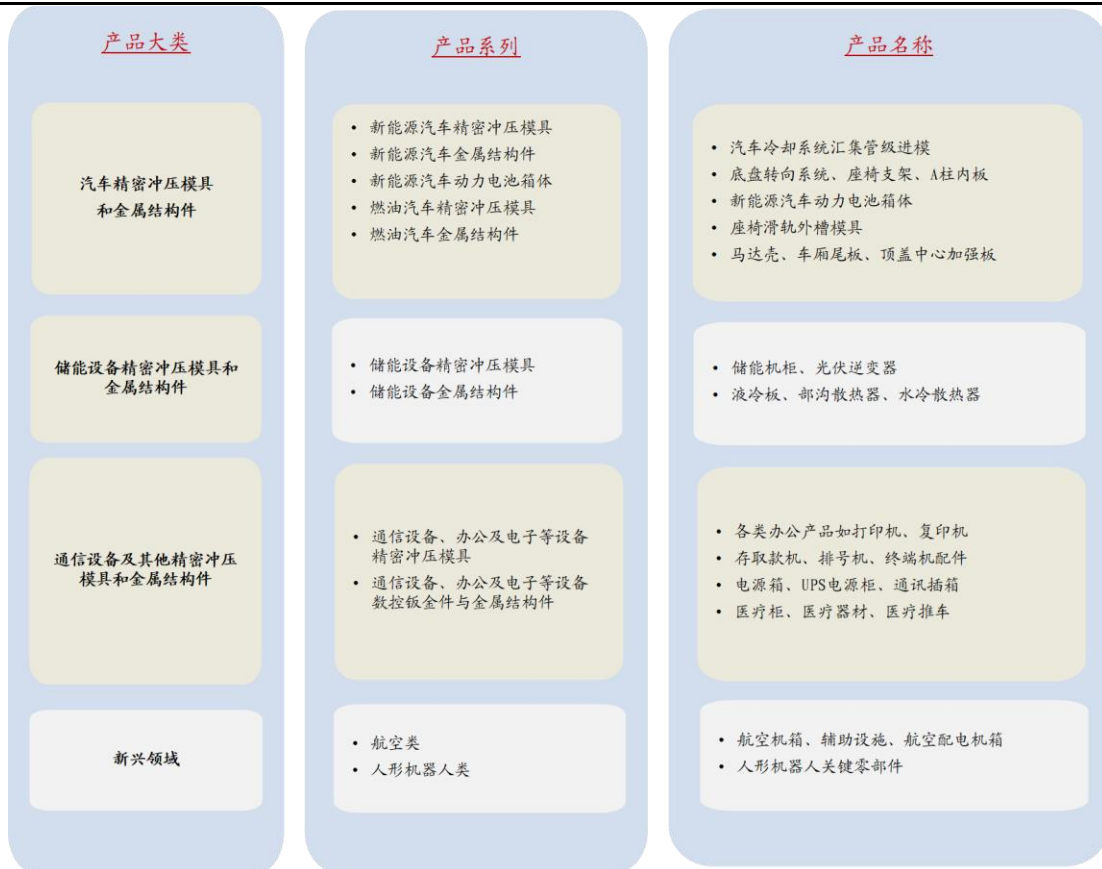 产品大类
产品系列
产品名称
汽车精密冲压模具
和金属结构件
• 新能源汽车精密冲压模具
• 新能源汽车金属结构件
• 新能源汽车动力电池箱体
• 燃油汽车精密冲压模具
• 燃油汽车金属结构件
• 汽车冷却系统汇集管级进模
• 底盘转向系统、座椅支架、A柱内板
• 新能源汽车动力电池箱体
• 座椅滑轨外槽模具
• 马达壳、车厢尾板、顶盖中心加强板
储能设备精密冲压模具和
金属结构件
• 储能设备精密冲压模具
• 储能设备金属结构件
• 储能机柜、光伏逆变器
• 液冷板、部沟散热器、水冷散热器
通信设备及其他精密冲压
模具和金属结构件
• 通信设备、办公及电子等设备
精密冲压模具
• 通信设备、办公及电子等设备
数控钣金件与金属结构件
• 各类办公产品如打印机、复印机
• 存取款机、排号机、终端机配件
• 电源箱、UPS电源柜、通讯插箱
• 医疗柜、医疗器材、医疗推车
新兴领域
• 航空类
• 人形机器人类
• 航空机箱、辅助设施、航空配电机箱
• 人形机器人关键零部件